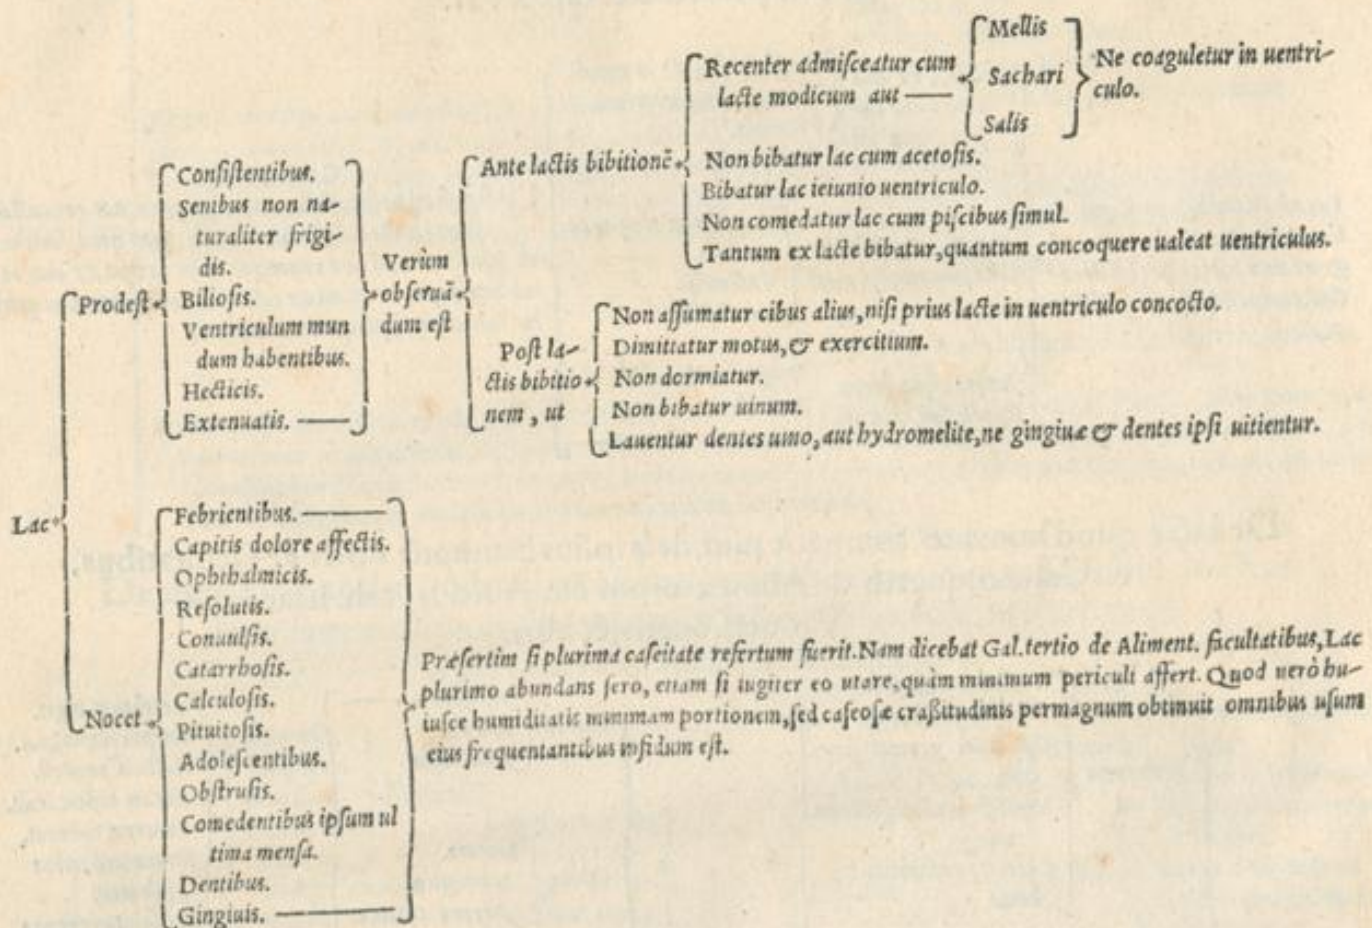 Lac
Prodest
Consistentibus.
Senibus non na-
turaliter frigi-
dis.
Biliosis.
Ventriculum mun
dum habentibus.
Hecticis.
Extenuatis.
Verùm
obseruã
dum est
Ante lactis bibitionẽ
Recenter admisceatur cum
lacte modicum aut
Mellis
Sachari
Salis
Ne coaguletur in uentri-
culo.
Non bibatur lac cum acetosis.
Bibatur lac ieiunio uentriculo.
Non comedatur lac cum piscibus simul.
Tantum ex lacte bibatur, quantum concoquere ualeat uentriculus.
Post la-
ctis bibitio
nem, ut
Non assumatur cibus alius, nisi prius lacte in uentriculo concocto.
Dimittatur motus, & exercitium.
Non dormiatur.
Non bibatur uinum.
Lauentur dentes uino, aut hydromelite, ne gingiuæ & dentes ipsi uitientur.
Nocet
Febrientibus.
Capitis dolore affectis.
Ophthalmicis.
Resolutis.
Conuulsis.
Catarrhosis.
Calculosis.
Pituitosis.
Adolescentibus.
Obstrusis.
Comedentibus ipsum ul
tima mensa.
Dentibus.
Gingiuis.
Præsertim si plurima caseitate refertum fuerit. Nam dicebat Gal. tertio de Aliment. facultatibus, Lac
plurimo abundans sero, etiam si iugiter eo utare, quàm minimum periculi affert. Quod uerò hu-
iusce humiditatis minimam portionem, sed caseosæ crassitudinis permagnum obtinuit omnibus usum
eius frequentantibus infidum est.